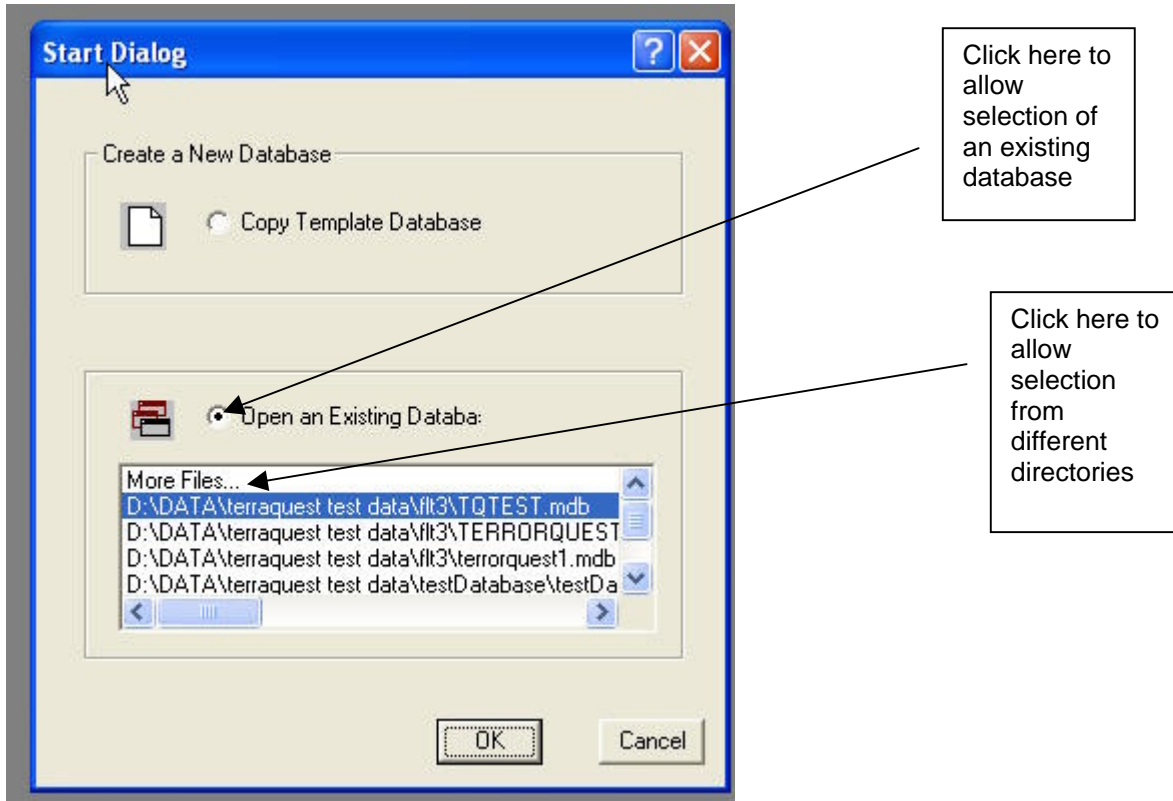 Start Dialog
Create a New Database
Copy Template Database
Open an Existing Databa
More Files...
D:\DATA\terraquest test data\flt3\TQTEST.mdb
D:\DATA\terraquest test data\flt3\TERRORQUEST
D:\DATA\terraquest test data\flt3\terrorquest1.mdb
D:\DATA\terraquest test data\testDatabase\testDa
OK
Cancel
Click here to
allow
selection of
an existing
database
Click here to
allow
selection
from
different
directories